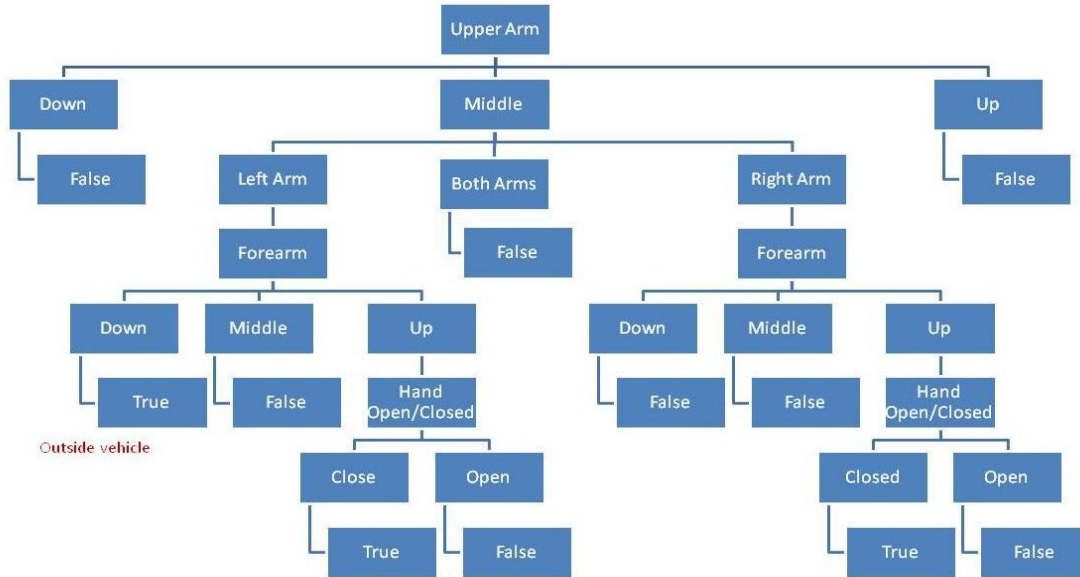 Upper Arm
Down
Middle
Up
False
Left Arm
Both Arms
Right Arm
False
Forearm
False
Forearm
Down
Middle
Up
Down
Middle
Up
True
False
Hand
Open/Closed
False
False
Hand
Open/Closed
Outside vehicle
Close
Open
Closed
Open
True
False
True
False